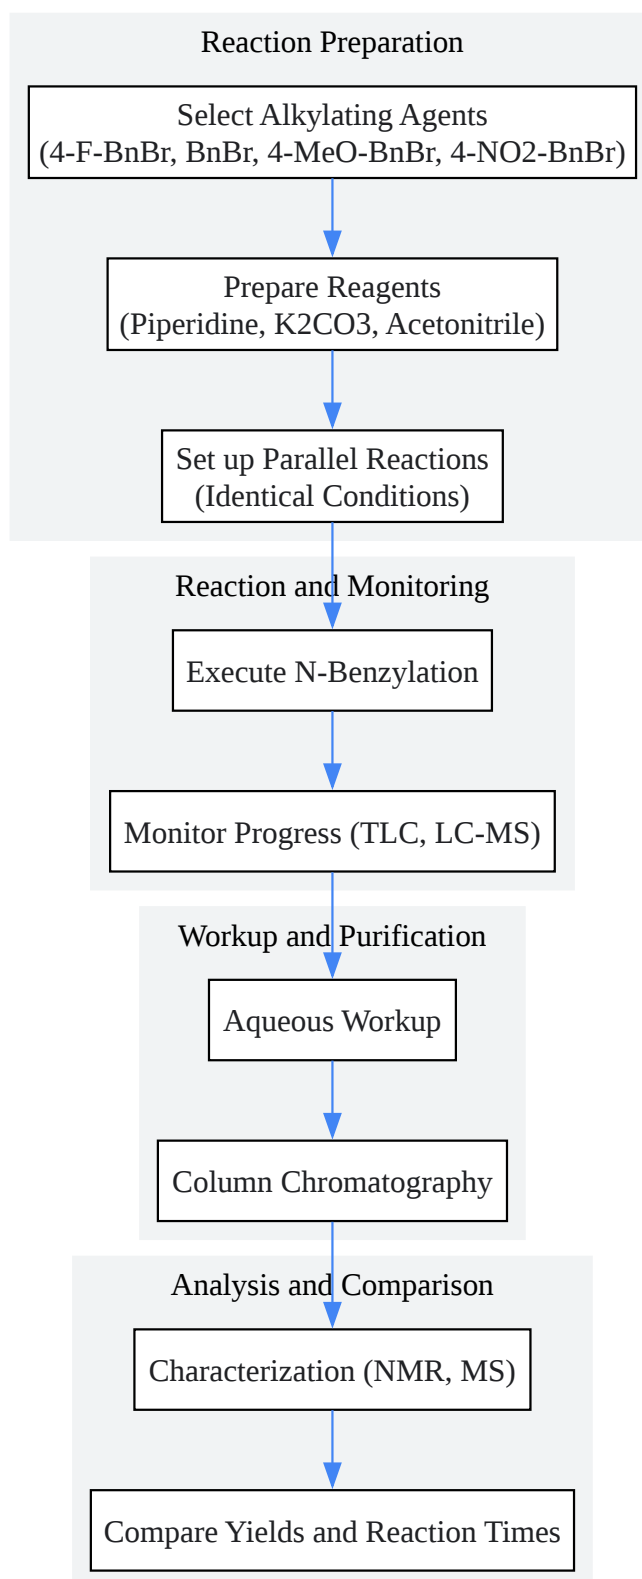 Reaction Preparation
Select Alkylating Agents
(4-F-BnBr, BnBr, 4-MeO-BnBr, 4-NO2-BnBr)
Prepare Reagents
(Piperidine, K2CO3, Acetonitrile)
Set up Parallel Reactions
(Identical Conditions)
Reaction and Monitoring
Execute N-Benzylation
Monitor Progress (TLC, LC-MS)
Workup and Purification
Aqueous Workup
Column Chromatography
Analysis and Comparison
Characterization (NMR, MS)
Compare Yields and Reaction Times